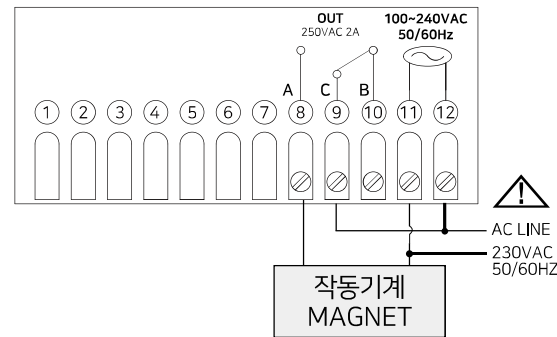 OUT
250VAC 2A
100~240VAC
50/60Hz
A
C
B
1 2 3 4 5 6 7 8 9 10 11 12
AC LINE
230VAC
50/60HZ
작동기계
MAGNET